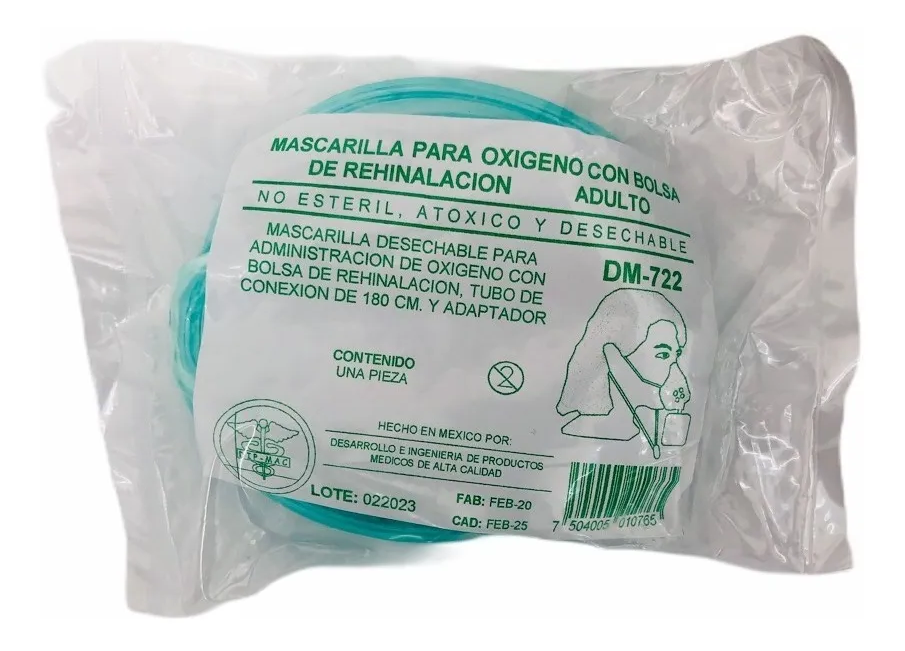 MASCARILLA PARA OXIGENO CON BOLSA
DE REHINALACION ADULTO
NO ESTERIL, ATOXICO Y DESECHABLE
MASCARILLA DESECHABLE PARA
ADMINISTRACION DE OXIGENO CON
BOLSA DE REHINALACION, TUBO DE
CONEXION DE 180 CM. Y ADAPTADOR
DM-722
CONTENIDO
UNA PIEZA
2
HECHO EN MEXICO POR:
DESARROLLO E INGENIERIA DE PRODUCTOS
MEDICOS DE ALTA CALIDAD
LOTE: 022023
FAB: FEB-20
CAD: FEB-25
7 504005 010765